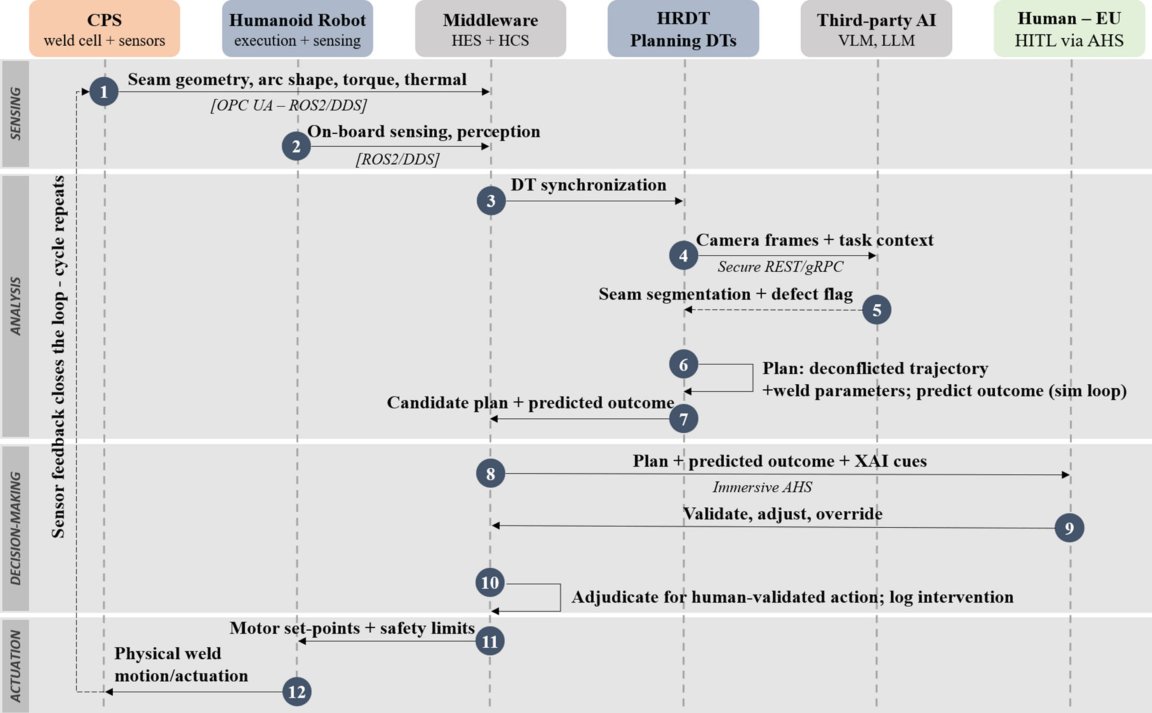 CPS
weld cell + sensors
Humanoid Robot
execution + sensing
Middleware
HES + HCS
HRDT
Planning DTs
Third-party AI
VLM, LLM
Human – EU
HITL via AHS
SENSING
1
Seam geometry, arc shape, torque, thermal
[OPC UA – ROS2/DDS]
2
On-board sensing, perception
[ROS2/DDS]
Sensor feedback closes the loop - cycle repeats
ANALYSIS
3
DT synchronization
4
Camera frames + task context
Secure REST/gRPC
Seam segmentation + defect flag
5
6
Plan: deconflicted trajectory
+weld parameters; predict outcome (sim loop)
Candidate plan + predicted outcome
7
DECISION-MAKING
8
Plan + predicted outcome + XAI cues
Immersive AHS
Validate, adjust, override
9
10
Adjudicate for human-validated action; log intervention
ACTUATION
Motor set-points + safety limits
11
Physical weld
motion/actuation
12